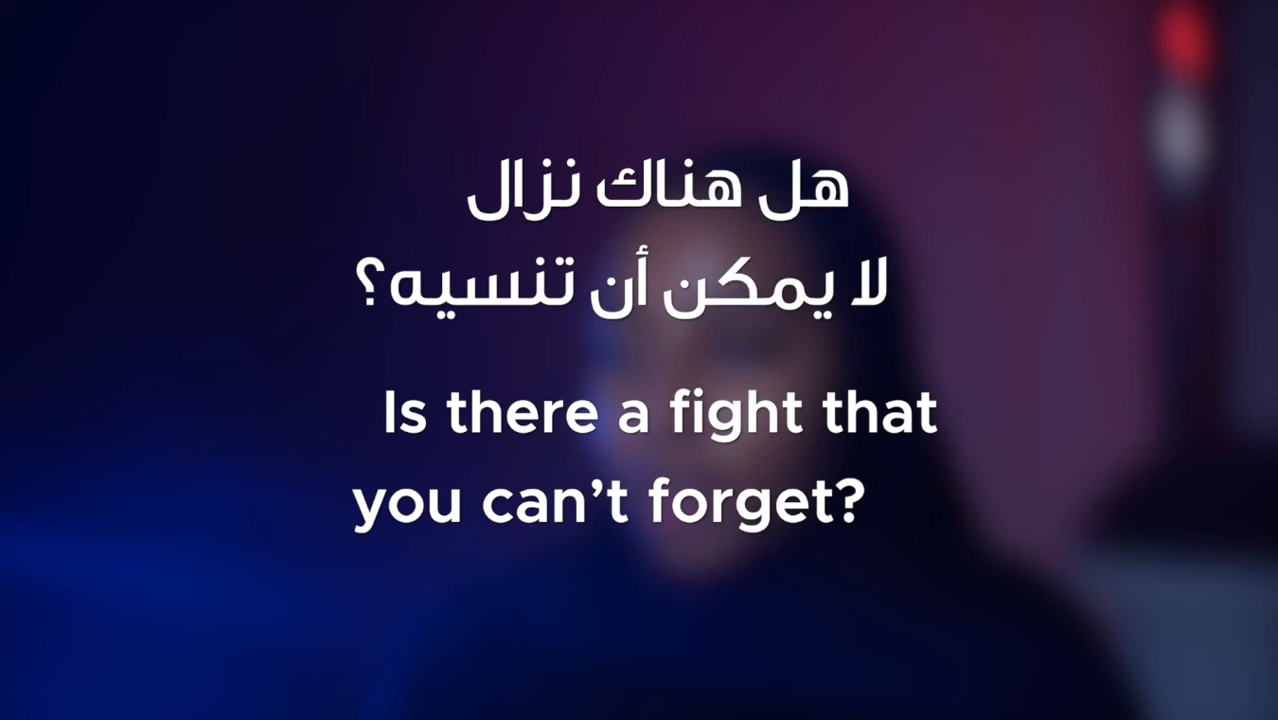 هل هناك نزال
لا يمكن أن تنسيه؟
Is there a fight that
you can’t forget?